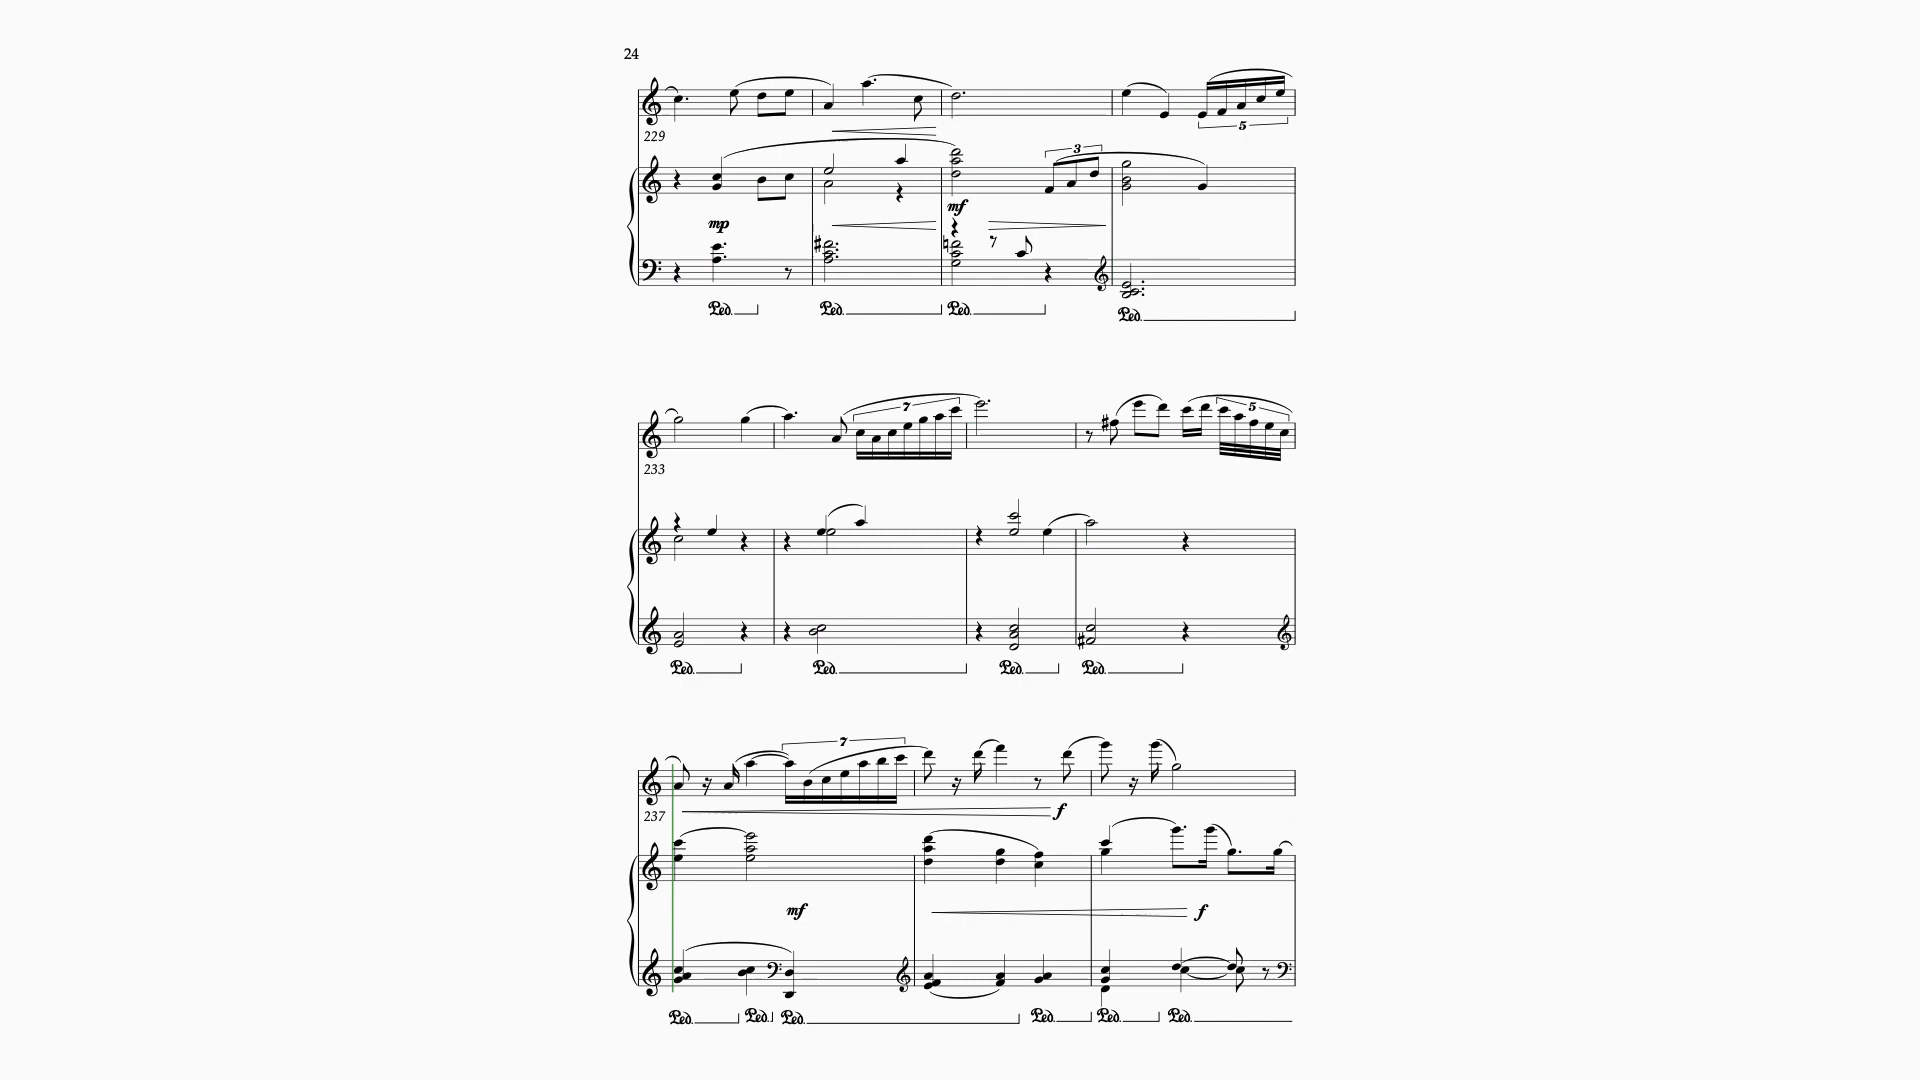 24
229
5
3
mp
mf
Ped. Ped. Ped. Ped.
7 5
233
Ped. Ped. Ped. Ped.
7
237
f
mf f
Ped. Ped. Ped. Ped. Ped. Ped.